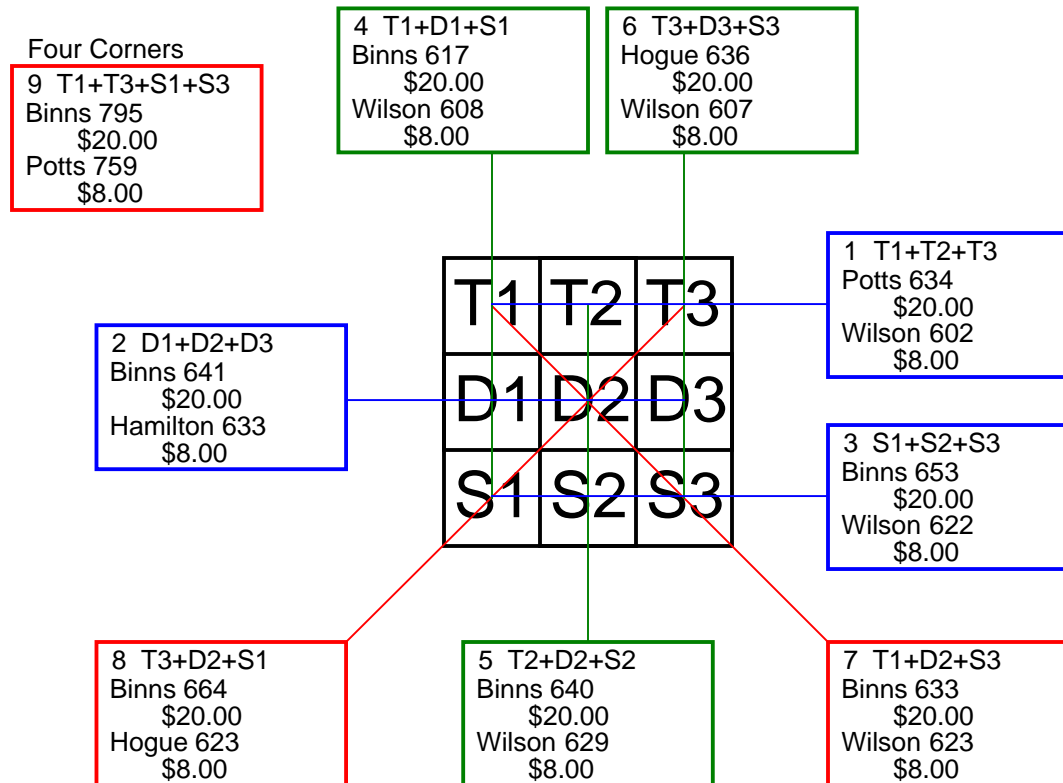 Four Corners
9 T1+T3+S1+S3
Binns 795
$20.00
Potts 759
$8.00
4 T1+D1+S1
Binns 617
$20.00
Wilson 608
$8.00
6 T3+D3+S3
Hogue 636
$20.00
Wilson 607
$8.00
1 T1+T2+T3
Potts 634
$20.00
Wilson 602
$8.00
2 D1+D2+D3
Binns 641
$20.00
Hamilton 633
$8.00
T1 T2 T3
D1 D2 D3
S1 S2 S3
3 S1+S2+S3
Binns 653
$20.00
Wilson 622
$8.00
8 T3+D2+S1
Binns 664
$20.00
Hogue 623
$8.00
5 T2+D2+S2
Binns 640
$20.00
Wilson 629
$8.00
7 T1+D2+S3
Binns 633
$20.00
Wilson 623
$8.00